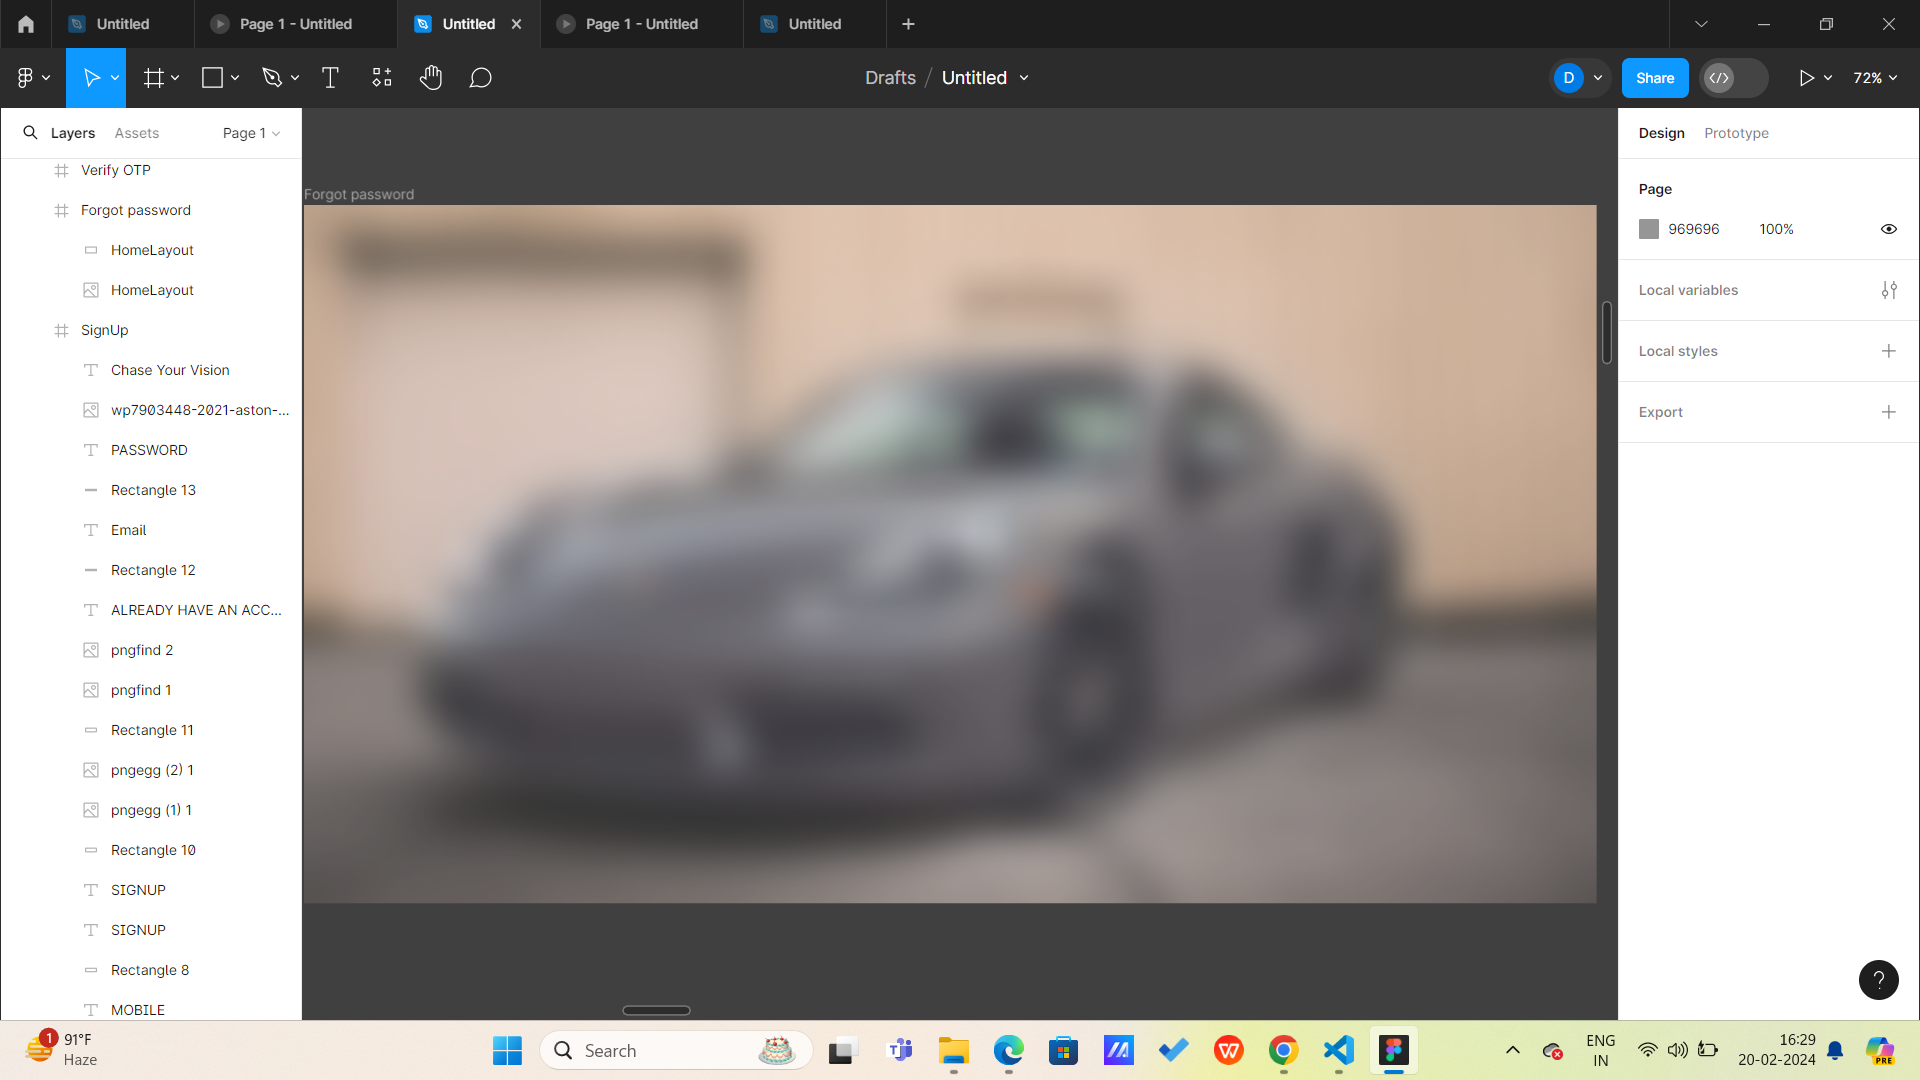 Untitled
Page 1 - Untitled
Untitled
Page 1 - Untitled
Untitled
Drafts / Untitled
D
Share
72%
Layers
Assets
Page 1
Verify OTP
Forgot password
HomeLayout
HomeLayout
SignUp
Chase Your Vision
wp7903448-2021-aston-...
PASSWORD
Rectangle 13
Email
Rectangle 12
ALREADY HAVE AN ACC...
pngfind 2
pngfind 1
Rectangle 11
pngegg (2) 1
pngegg (1) 1
Rectangle 10
SIGNUP
SIGNUP
Rectangle 8
MOBILE
Forgot password
Design
Prototype
Page
969696
100%
Local variables
Local styles
Export
?
1
91°F
Haze
Search
ENG
IN
16:29
20-02-2024
PRE